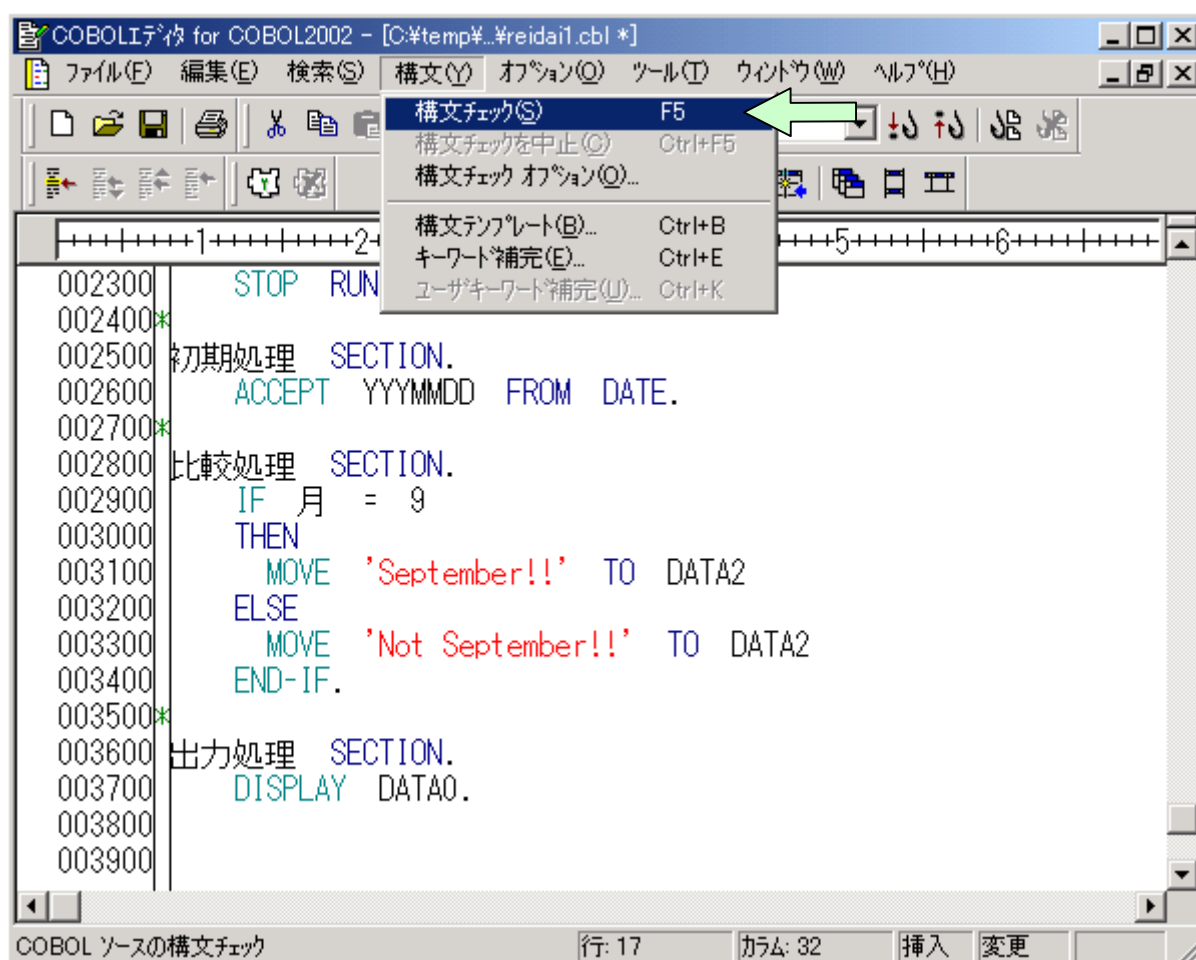 COBOLｴﾃﾞｨﾀ for COBOL2002 - [C:¥temp¥...¥reidai1.cbl *]
ﾌｧｲﾙ(F) 編集(E) 検索(S) 構文(Y) ｵﾌﾟｼｮﾝ(O) ﾂｰﾙ(T) ｳｨﾝﾄﾞｳ(W) ﾍﾙﾌﾟ(H)
構文ﾁｪｯｸ(S) F5
構文ﾁｪｯｸを中止(C) Ctrl+F5
構文ﾁｪｯｸ ｵﾌﾟｼｮﾝ(O)...
構文ﾃﾝﾌﾟﾚｰﾄ(B)... Ctrl+B
ｷｰﾜｰﾄﾞ補完(E)... Ctrl+E
ﾕｰｻﾞｷｰﾜｰﾄﾞ補完(U)... Ctrl+K
++++|++++1++++|++++2+ ++++5++++|++++6++++|++++
002300 STOP RUN
002400*
002500 初期処理 SECTION.
002600 ACCEPT YYYMMDD FROM DATE.
002700*
002800 比較処理 SECTION.
002900 IF 月 = 9
003000 THEN
003100 MOVE 'September!!' TO DATA2
003200 ELSE
003300 MOVE 'Not September!!' TO DATA2
003400 END-IF.
003500*
003600 出力処理 SECTION.
003700 DISPLAY DATA0.
003800
003900
COBOL ｿｰｽの構文ﾁｪｯｸ 行: 17 ｶﾗﾑ: 32 挿入 変更